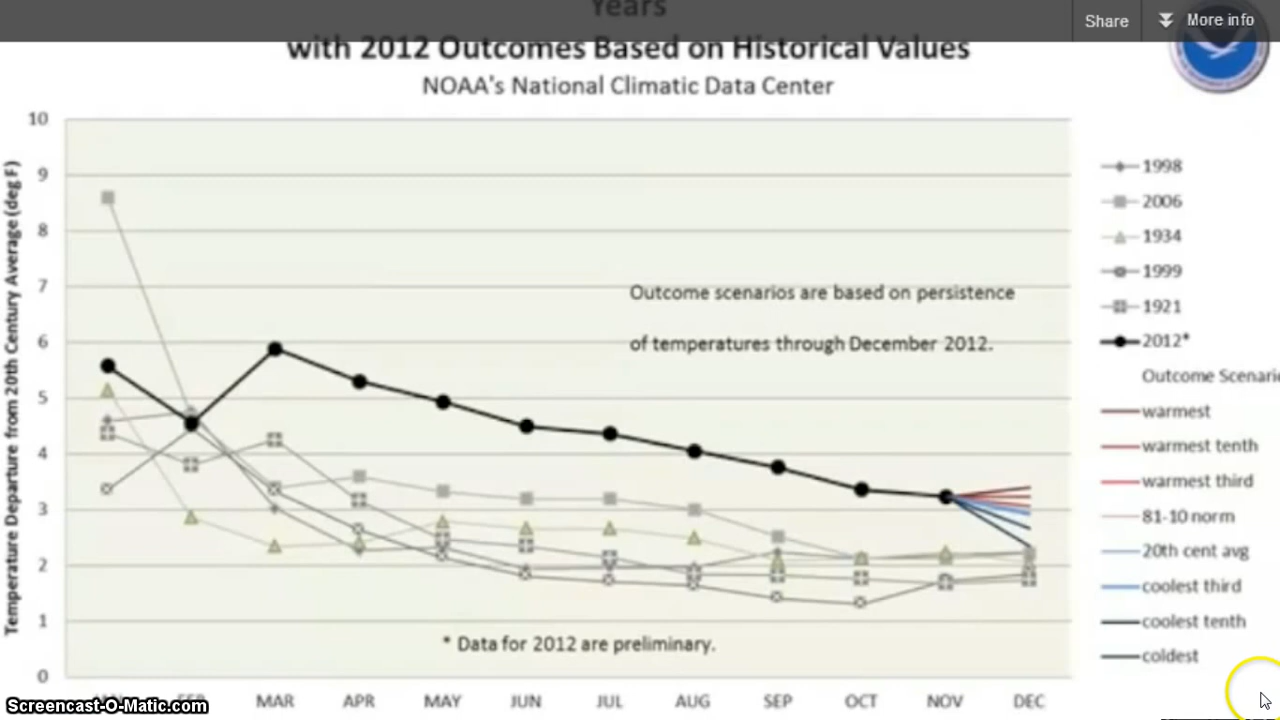 Share
More info
Years
with 2012 Outcomes Based on Historical Values
NOAA's National Climatic Data Center
Temperature Departure from 20th Century Average (deg F)
10
9
8
7
6
5
4
3
2
1
0
Outcome scenarios are based on persistence
of temperatures through December 2012.
* Data for 2012 are preliminary.
MAR
APR
MAY
JUN
JUL
AUG
SEP
OCT
NOV
DEC
1998
2006
1934
1999
1921
2012*
Outcome Scenario
warmest
warmest tenth
warmest third
81-10 norm
20th cent avg
coolest third
coolest tenth
coldest
Screencast-O-Matic.com